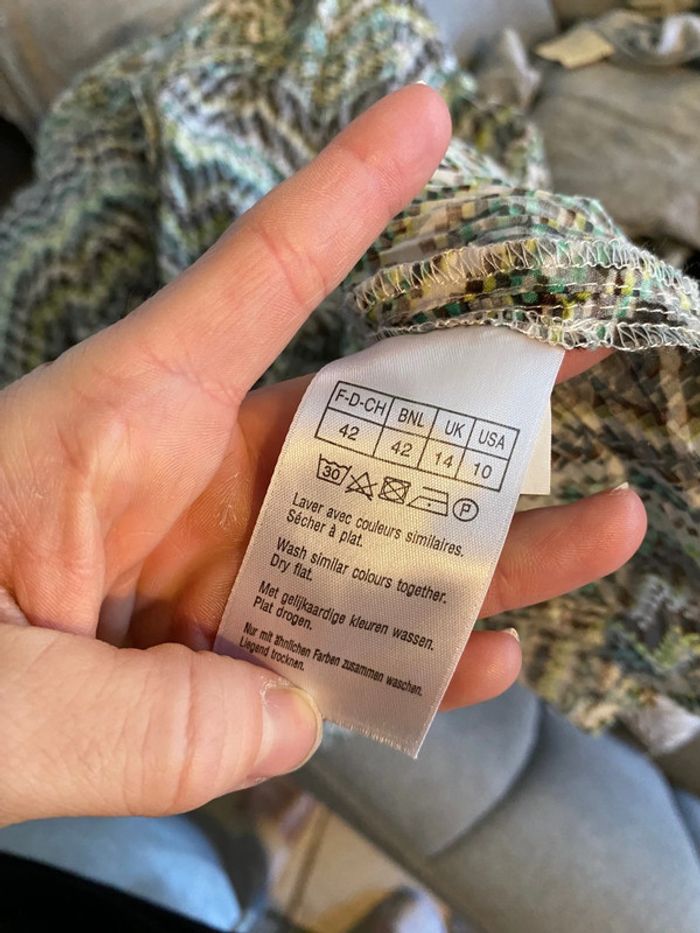 F-D-CH BNL UK USA
42 42 14 10
30 P
Laver avec couleurs similaires.
Sécher à plat.
Wash similar colours together.
Dry flat.
Met gelijkaardige kleuren wassen.
Plat drogen.
Nur mit ähnlichen Farben zusammen waschen.
Liegend trocknen.